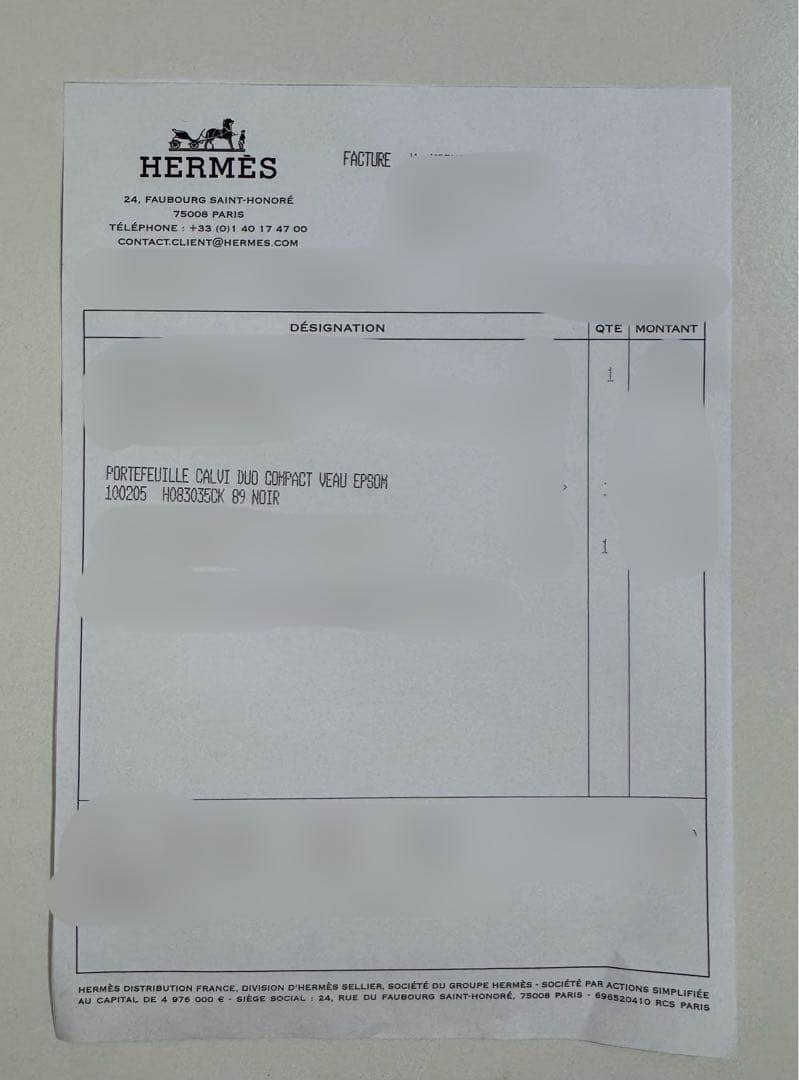 HERMÈS
24, FAUBOURG SAINT-HONORÉ
75008 PARIS
TÉLÉPHONE : +33 (0)1 40 17 47 00
CONTACT.CLIENT@HERMES.COM
FACTURE
DÉSIGNATION QTE MONTANT
1
PORTEFEUILLE CALVI DUO COMPACT VEAU EPSOM
100205 H083035CK 89 NOIR
1
HERMÈS DISTRIBUTION FRANCE, DIVISION D'HERMÈS SELLIER, SOCIÉTÉ DU GROUPE HERMÈS - SOCIÉTÉ PAR ACTIONS SIMPLIFIÉE
AU CAPITAL DE 4 976 000 € - SIÈGE SOCIAL : 24, RUE DU FAUBOURG SAINT-HONORÉ, 75008 PARIS - 696520410 RCS PARIS